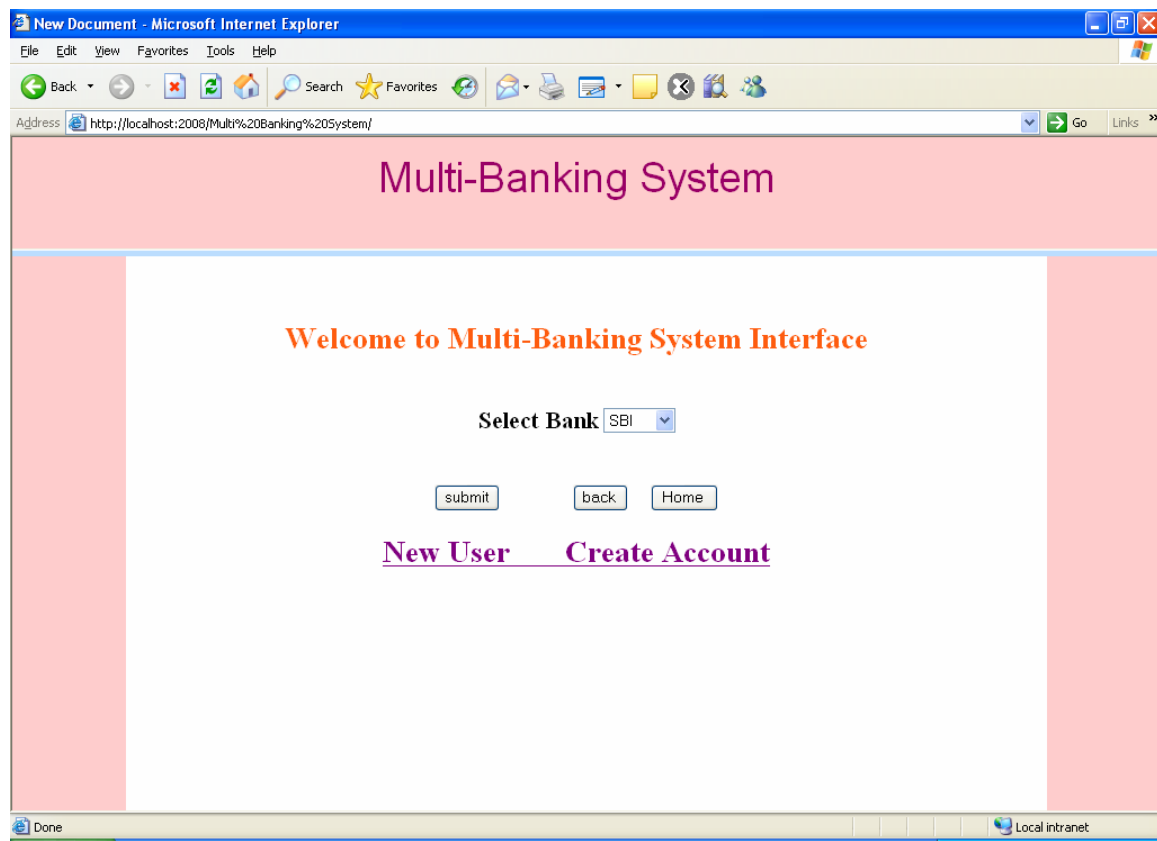 New Document - Microsoft Internet Explorer
File Edit View Favorites Tools Help
Back Search Favorites
Address http://localhost:2008/Multi%20Banking%20System/ Go Links »
Multi-Banking System
Welcome to Multi-Banking System Interface
Select Bank SBI
submit back Home
New User Create Account
Done Local intranet